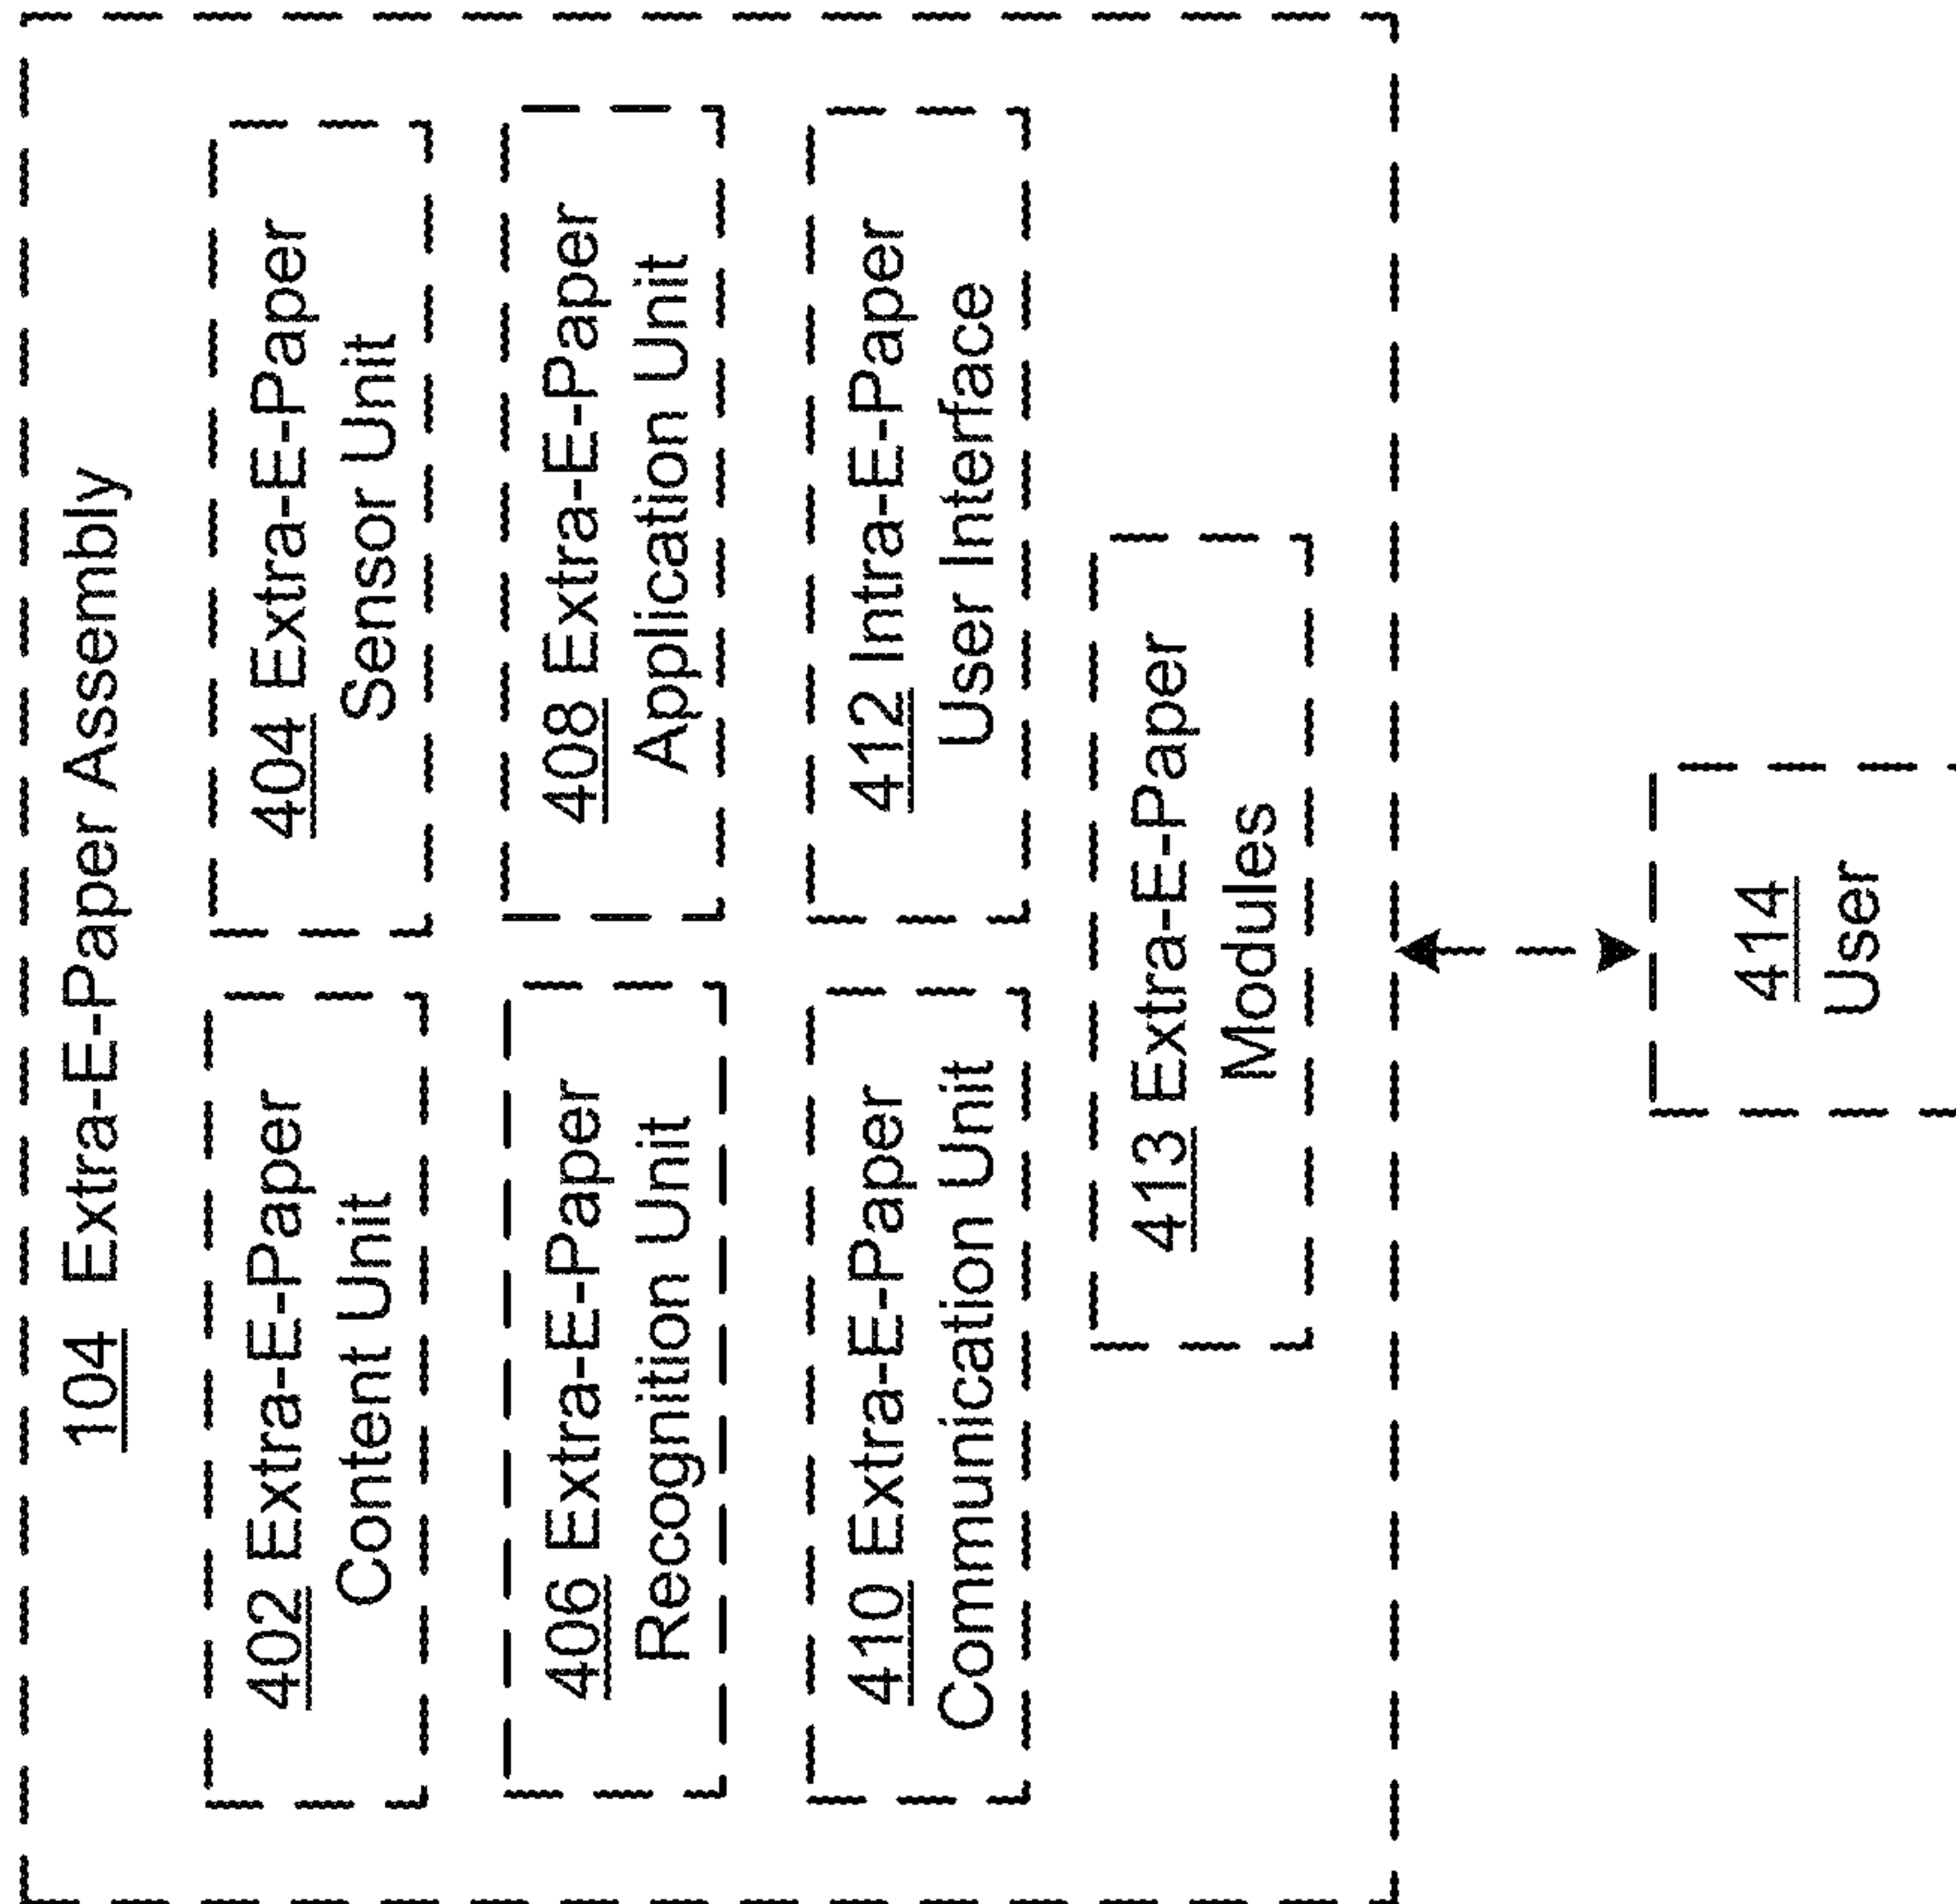 104 Extra-E-Paper Assembly
402 Extra-E-Paper
Content Unit
404 Extra-E-Paper
Sensor Unit
406 Extra-E-Paper
Recognition Unit
408 Extra-E-Paper
Application Unit
410 Extra-E-Paper
Communication Unit
412 Intra-E-Paper
User Interface
413 Extra-E-Paper
Modules
414
User